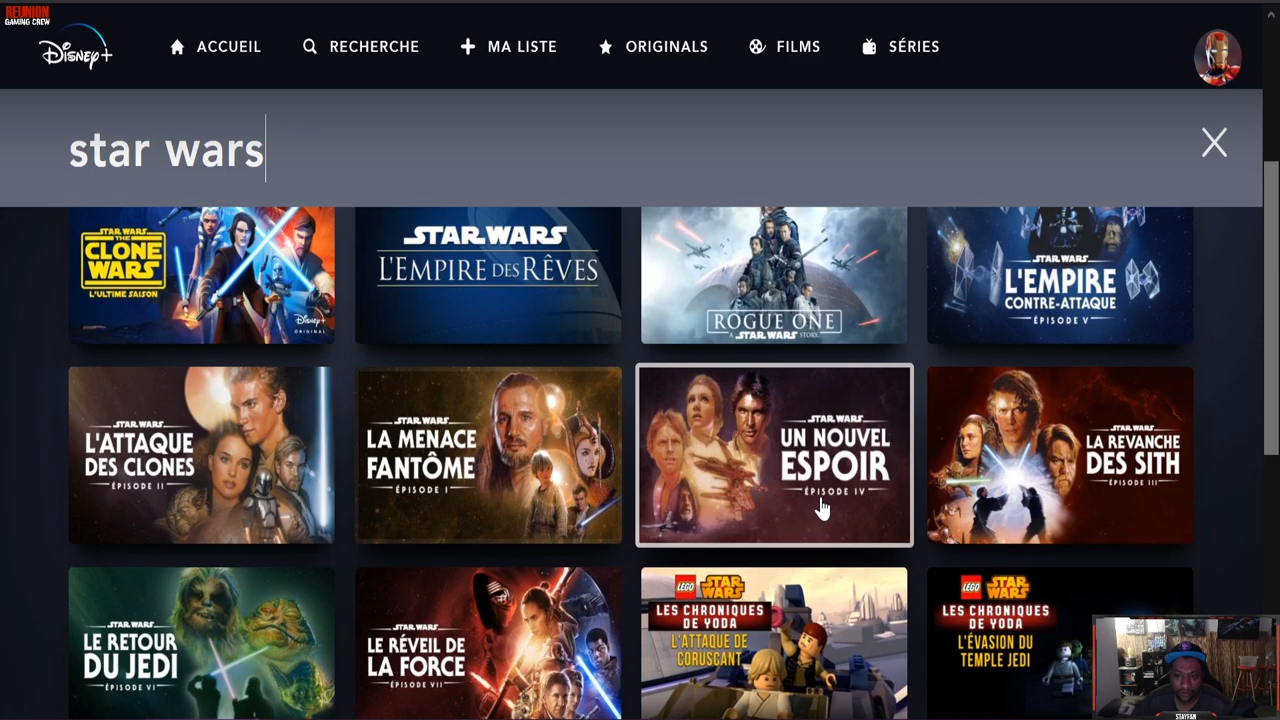 REUNION
GAMING CREW
Disney+
ACCUEIL
RECHERCHE
MA LISTE
ORIGINALS
FILMS
SÉRIES
star wars
STAR WARS
THE
CLONE
WARS
L'ULTIME SAISON
Disney+
ORIGINAL
STAR WARS
L'EMPIRE DES RÊVES
ROGUE ONE
A STAR WARS STORY
STAR WARS
L'EMPIRE
CONTRE-ATTAQUE
ÉPISODE V
STAR WARS
L'ATTAQUE
DES CLONES
ÉPISODE II
STAR WARS
LA MENACE
FANTÔME
ÉPISODE I
STAR WARS
UN NOUVEL
ESPOIR
ÉPISODE IV
STAR WARS
LA REVANCHE
DES SITH
ÉPISODE III
STAR WARS
LE RETOUR
DU JEDI
ÉPISODE VI
STAR WARS
LE RÉVEIL DE
LA FORCE
ÉPISODE VII
LEGO STAR WARS
LES CHRONIQUES
DE YODA
L'ATTAQUE DE
CORUSCANT
LEGO STAR WARS
LES CHRONIQUES
DE YODA
L'ÉVASION DU
TEMPLE JEDI
STAYFAN